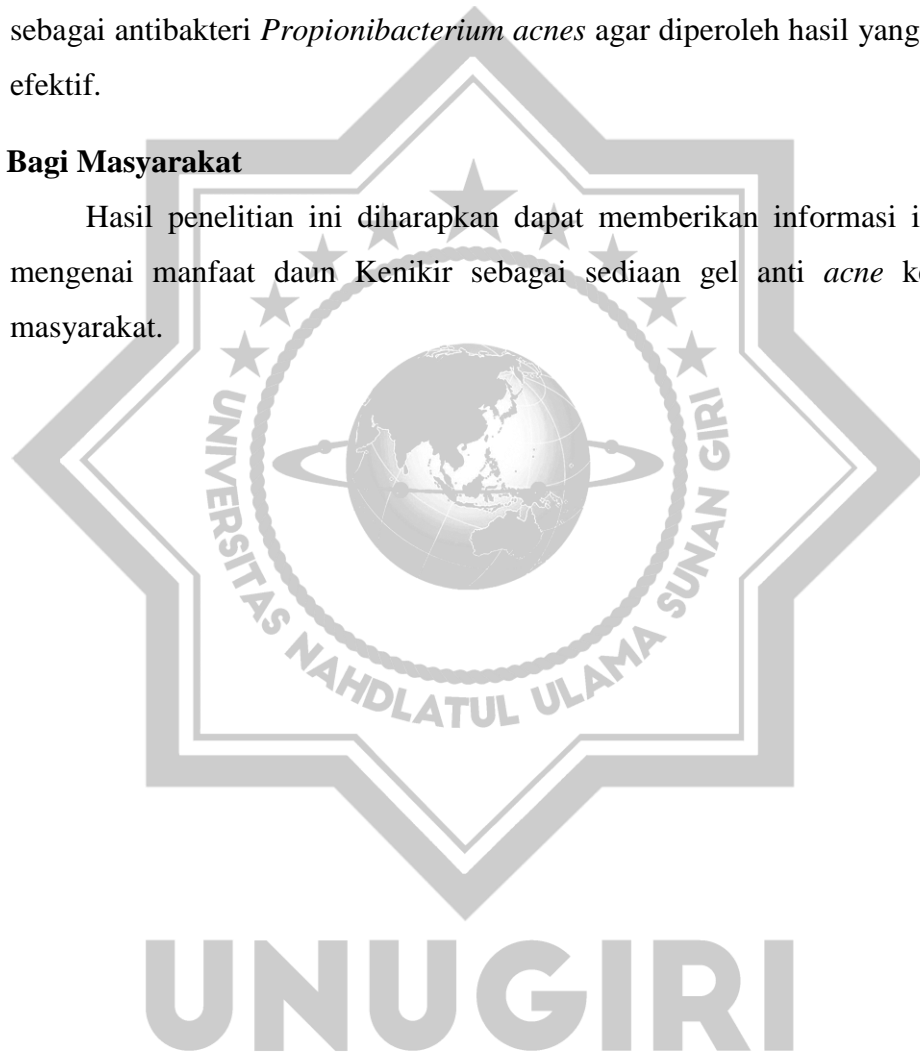 sebagai antibakteri Propionibacterium acnes agar diperoleh hasil yang
efektif.
Bagi Masyarakat
Hasil penelitian ini diharapkan dapat memberikan informasi
mengenai manfaat daun Kenikir sebagai sediaan gel anti acne
masyarakat.
UNIVERSITAS NAHDLATUL ULAMA SUNAN GIRI
UNUGIRI